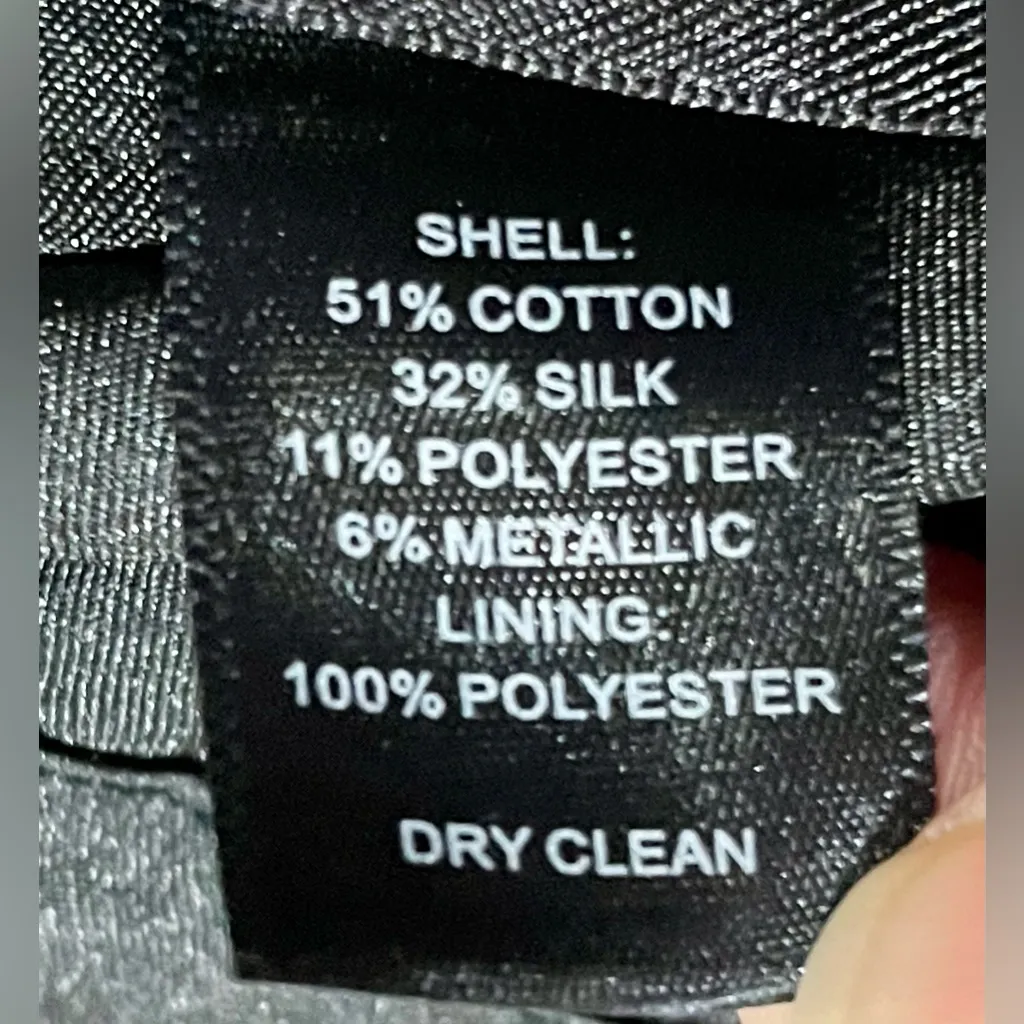 SHELL:
51% COTTON
32% SILK
11% POLYESTER
6% METALLIC
LINING:
100% POLYESTER
DRY CLEAN